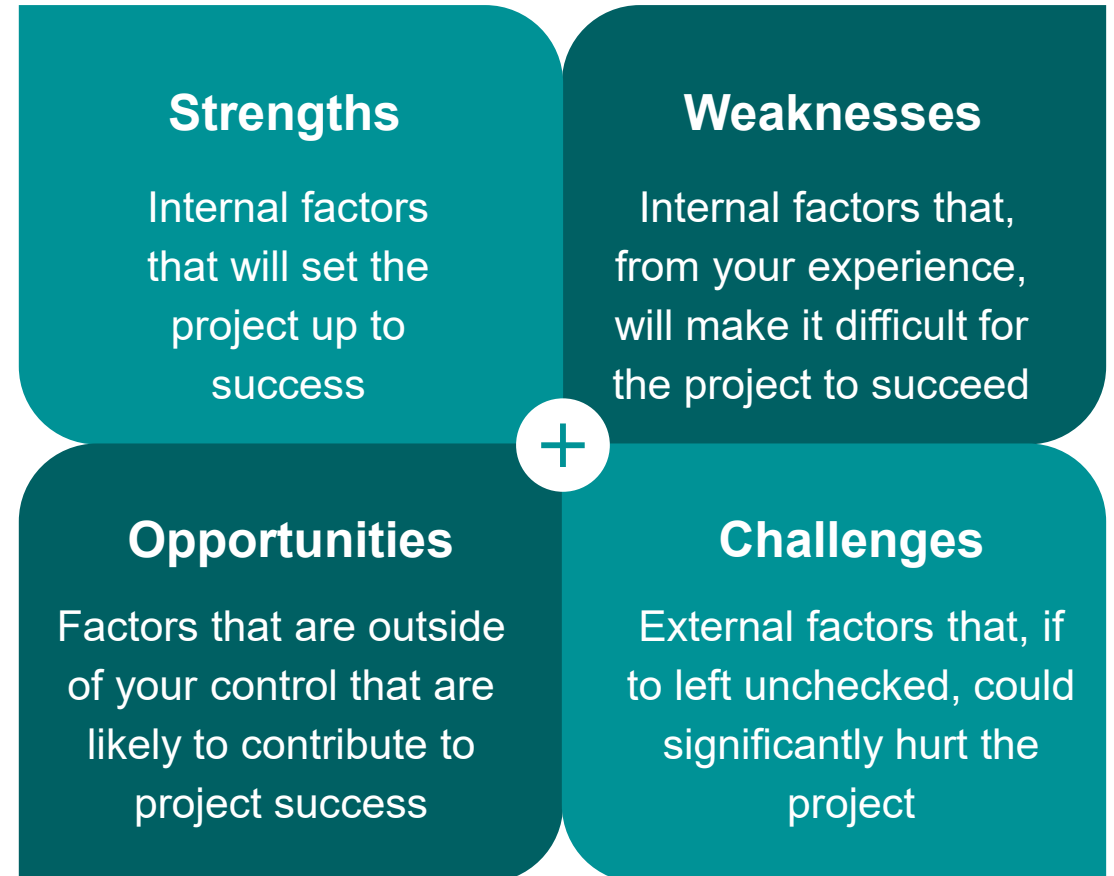 Strengths
Internal factors
that will set the
project up to
success
Weaknesses
Internal factors that,
from your experience,
will make it difficult for
the project to succeed
+
Opportunities
Factors that are outside
of your control that are
likely to contribute to
project success
Challenges
External factors that, if
to left unchecked, could
significantly hurt the
project